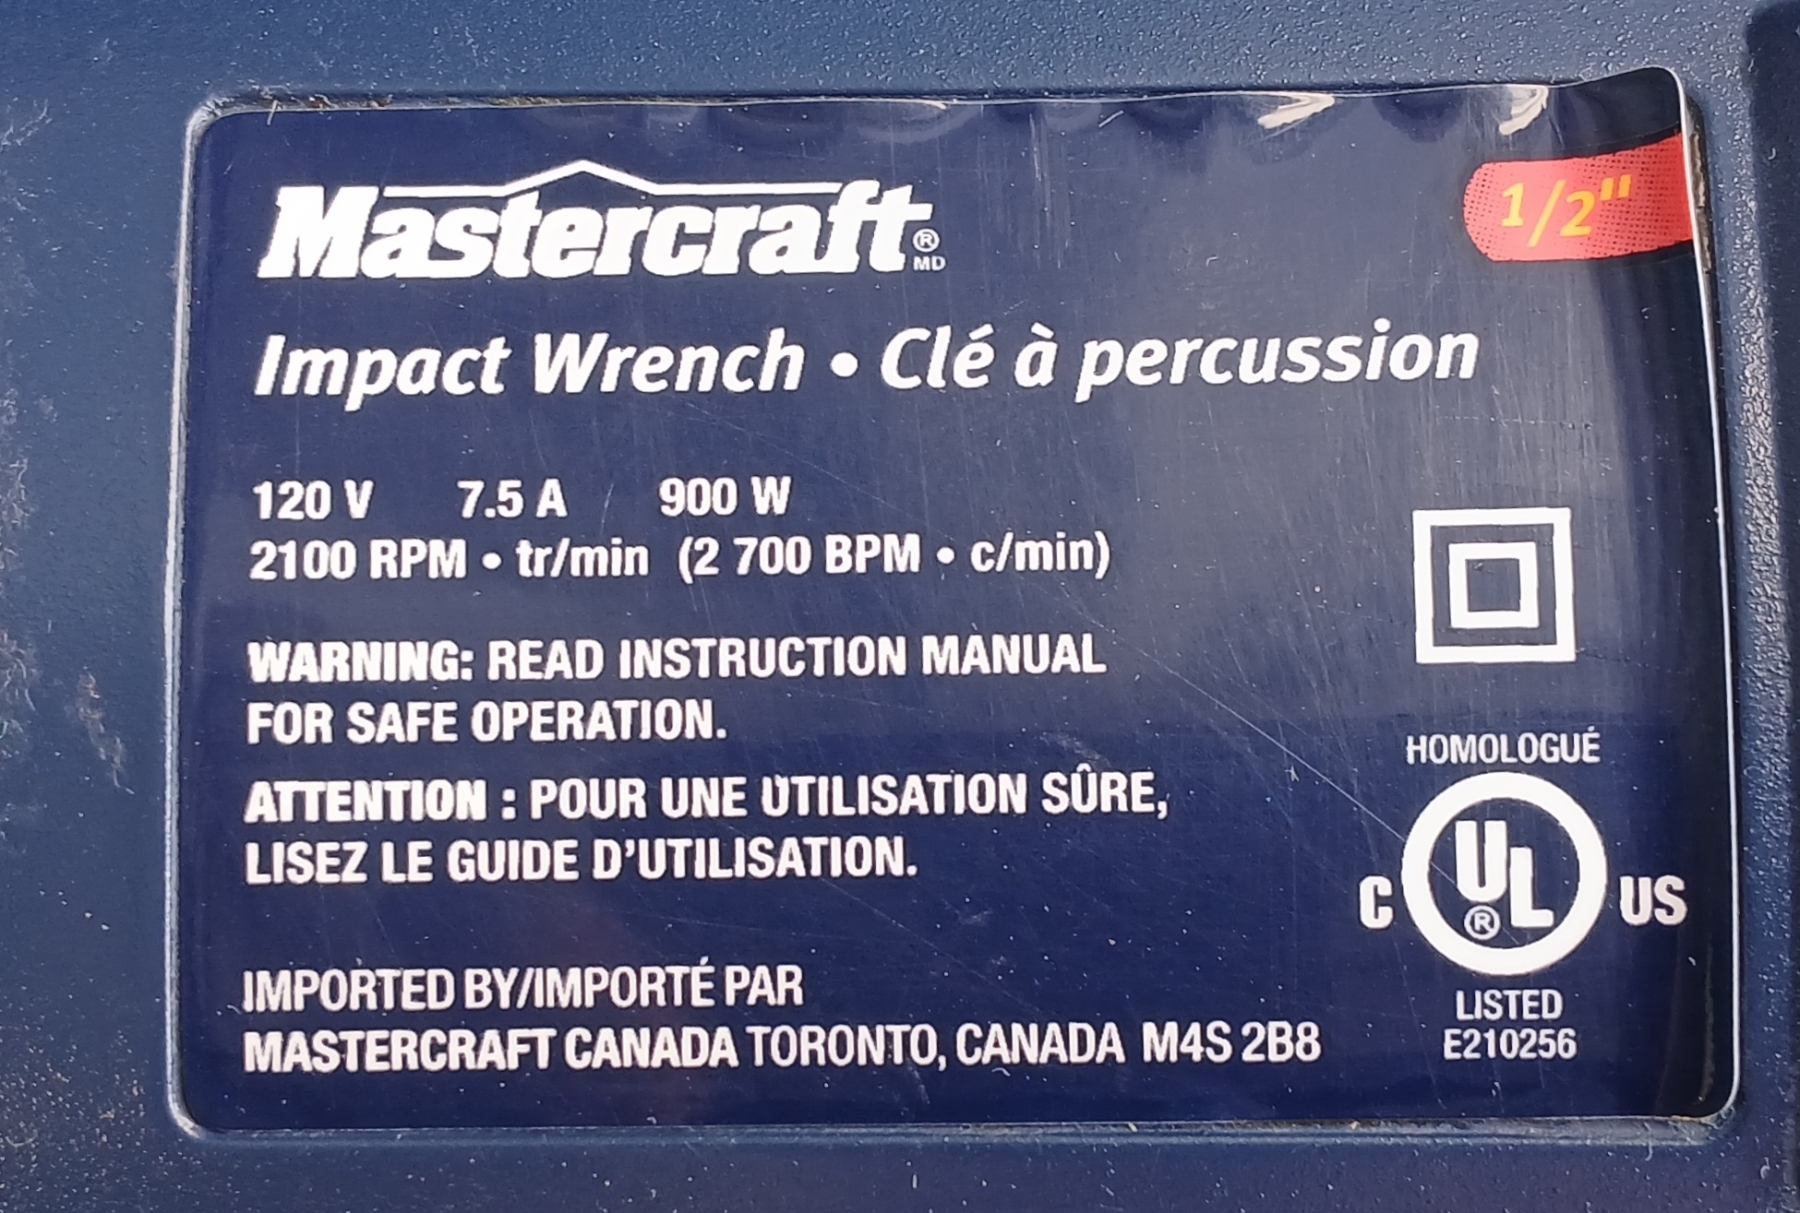 Mastercraft®
MD
1/2"
Impact Wrench • Clé à percussion
120 V 7.5 A 900 W
2100 RPM • tr/min (2 700 BPM • c/min)
WARNING: READ INSTRUCTION MANUAL
FOR SAFE OPERATION.
ATTENTION : POUR UNE UTILISATION SÛRE,
LISEZ LE GUIDE D'UTILISATION.
IMPORTED BY/IMPORTÉ PAR
MASTERCRAFT CANADA TORONTO, CANADA M4S 2B8
HOMOLOGUÉ
C UL® US
LISTED
E210256